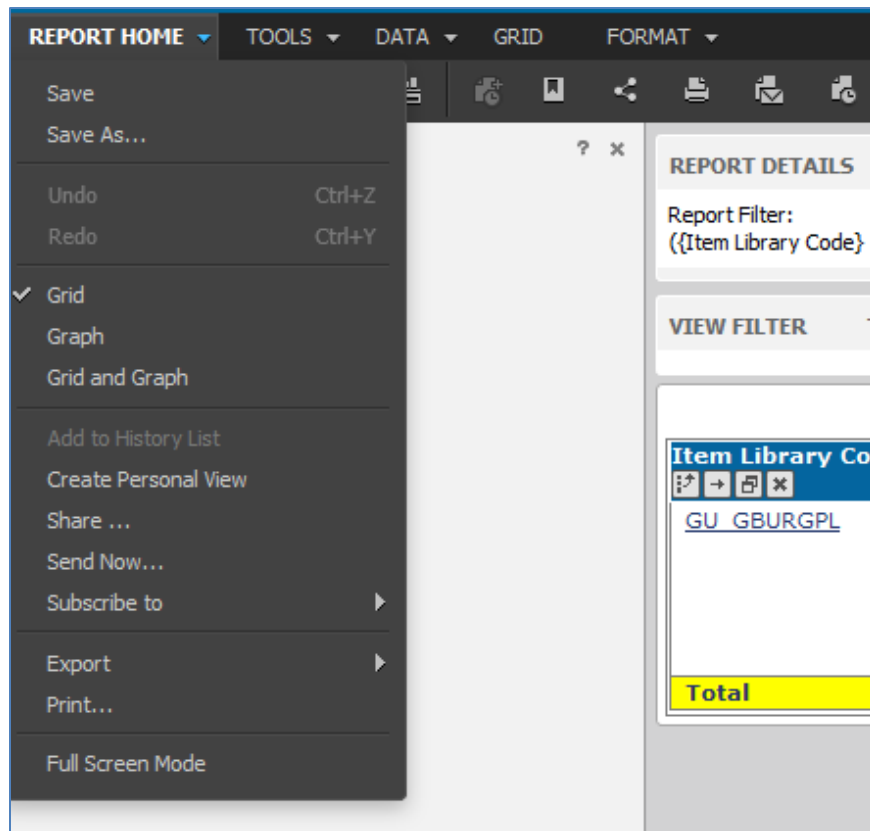 REPORT HOME TOOLS DATA GRID FORMAT
Save
Save As...
Undo Ctrl+Z
Redo Ctrl+Y
Grid
Graph
Grid and Graph
Add to History List
Create Personal View
Share ...
Send Now...
Subscribe to
Export
Print...
Full Screen Mode
? x
REPORT DETAILS
Report Filter:
({Item Library Code}
VIEW FILTER
Item Library Co
GU_GBURGPL
Total